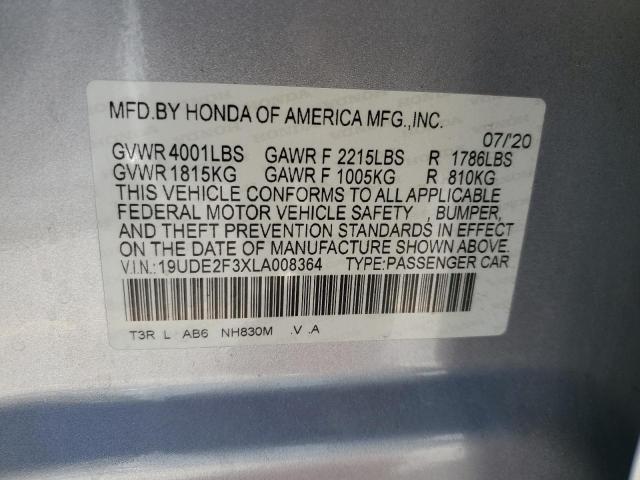 MFD.BY HONDA OF AMERICA MFG.,INC.
07/'20
GVWR 4001LBS GAWR F 2215LBS R 1786LBS
GVWR 1815KG GAWR F 1005KG R 810KG
THIS VEHICLE CONFORMS TO ALL APPLICABLE
FEDERAL MOTOR VEHICLE SAFETY , BUMPER,
AND THEFT PREVENTION STANDARDS IN EFFECT
ON THE DATE OF MANUFACTURE SHOWN ABOVE.
V.I.N.:19UDE2F3XLA008364 TYPE:PASSENGER CAR
T3R L AB6 NH830M .V .A